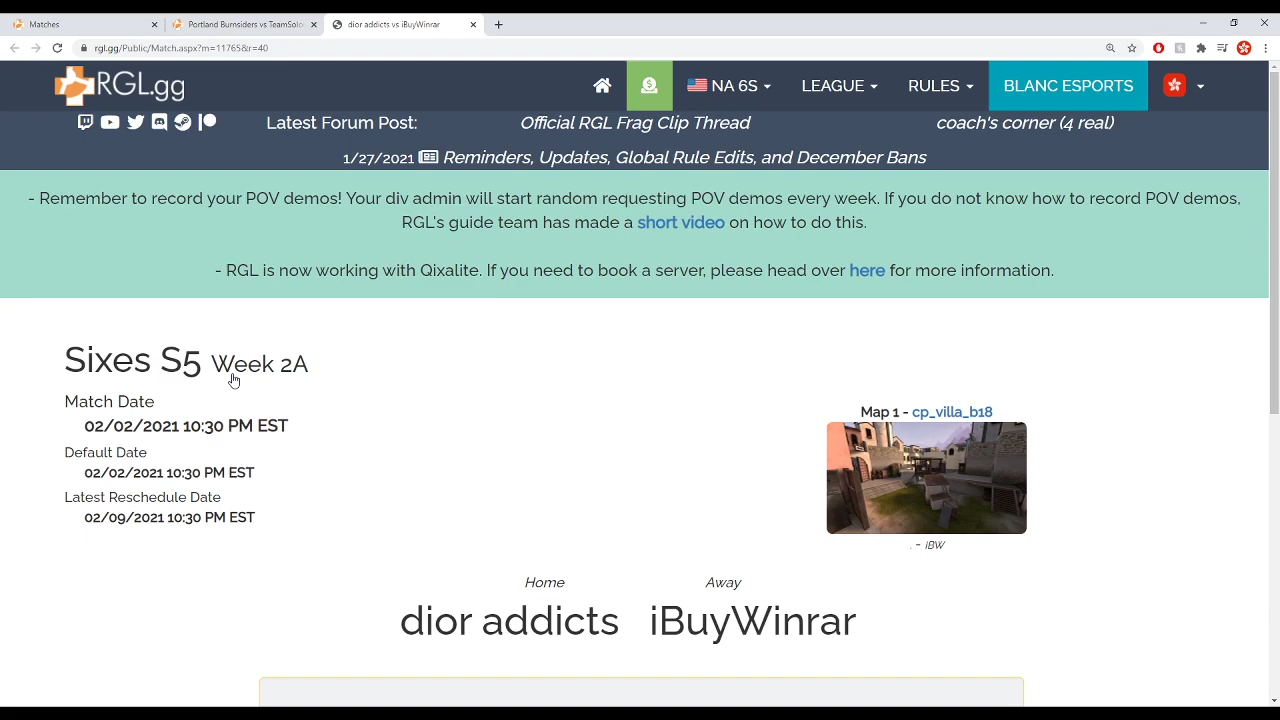 Matches
Portland Burnsiders vs TeamSolo
dior addicts vs iBuyWinrar
rgl.gg/Public/Match.aspx?m=11765&r=40
RGL.gg
NA 6S
LEAGUE
RULES
BLANC ESPORTS
Latest Forum Post:
Official RGL Frag Clip Thread
coach's corner (4 real)
1/27/2021 Reminders, Updates, Global Rule Edits, and December Bans
- Remember to record your POV demos! Your div admin will start random requesting POV demos every week. If you do not know how to record POV demos,
RGL's guide team has made a short video on how to do this.
- RGL is now working with Qixalite. If you need to book a server, please head over here for more information.
Sixes S5 Week 2A
Match Date
02/02/2021 10:30 PM EST
Default Date
02/02/2021 10:30 PM EST
Latest Reschedule Date
02/09/2021 10:30 PM EST
Map 1 - cp_villa_b18
. - iBW
Home
Away
dior addicts
iBuyWinrar